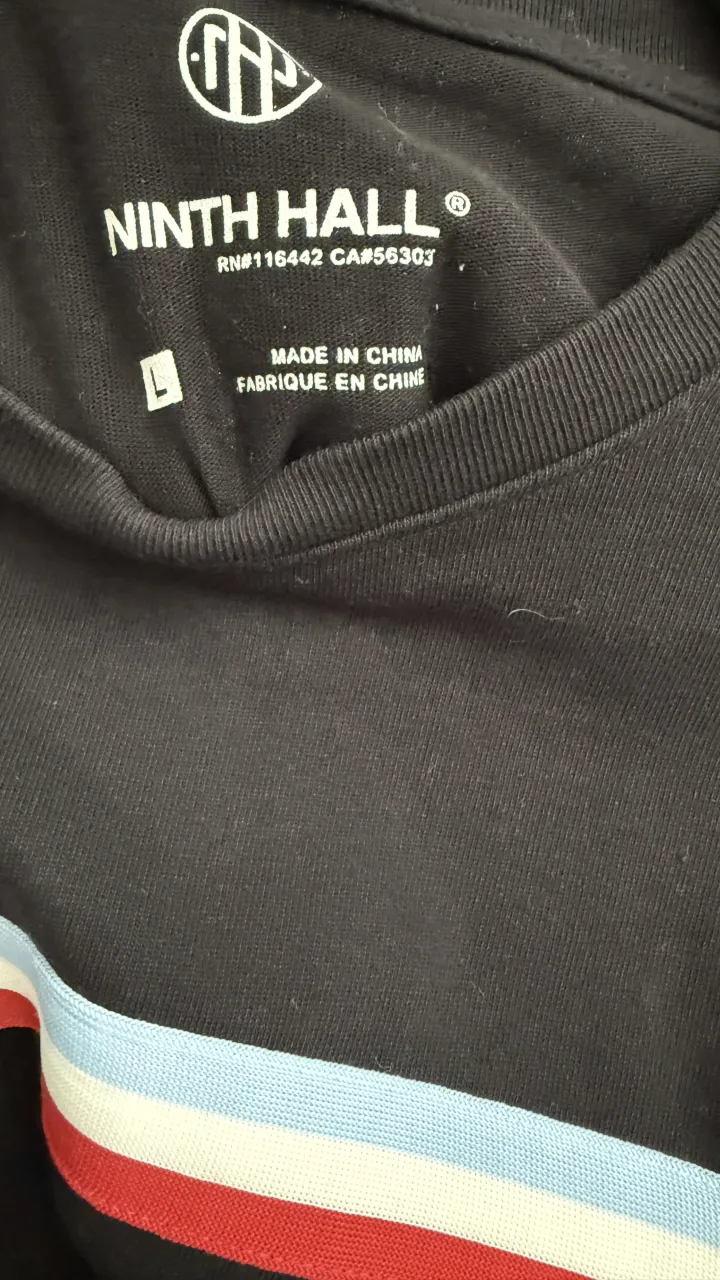 NINTH HALL®
RN#116442 CA#56303
L
MADE IN CHINA
FABRIQUE EN CHINE